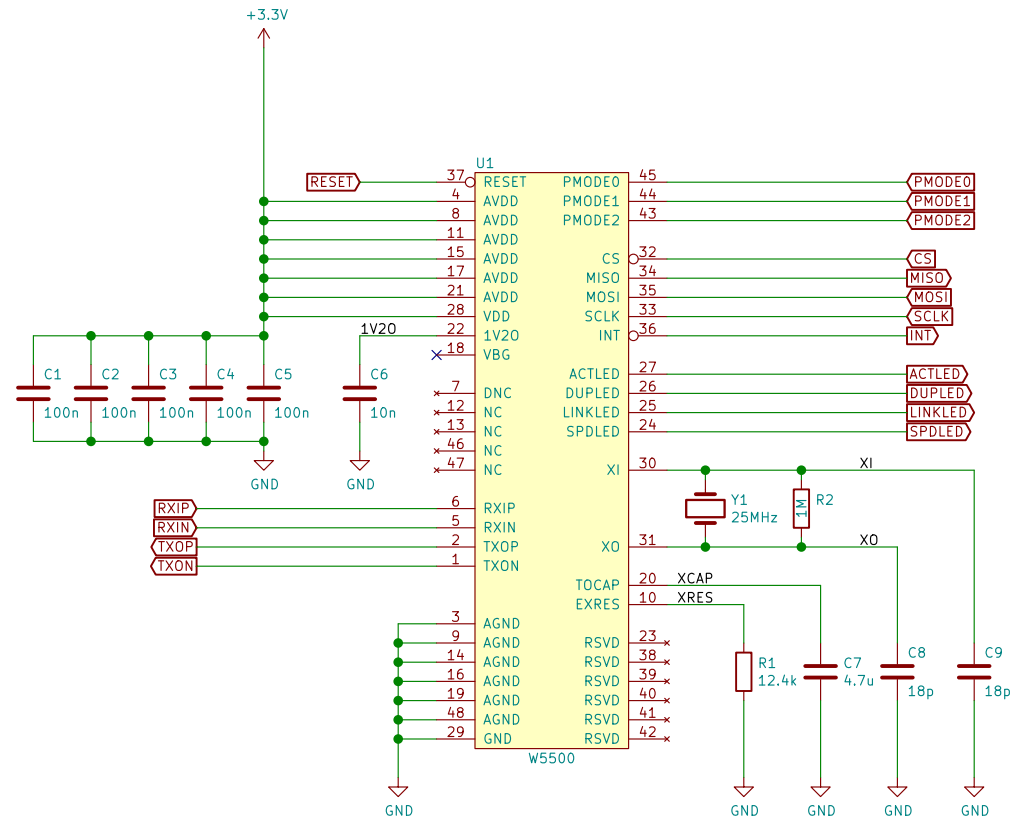 +3.3V
U1
RESET
37 RESET
4 AVDD
8 AVDD
11 AVDD
15 AVDD
17 AVDD
21 AVDD
28 VDD
1V2O
22 1V2O
18 VBG
7 DNC
12 NC
13 NC
46 NC
47 NC
RXIP
6 RXIP
RXIN
5 RXIN
TXOP
2 TXOP
TXON
1 TXON
3 AGND
9 AGND
14 AGND
16 AGND
19 AGND
48 AGND
29 GND
W5500
GND
C1
100n
C2
100n
C3
100n
C4
100n
C5
100n
GND
C6
10n
GND
PMODE0 45 PMODE0
PMODE1 44 PMODE1
PMODE2 43 PMODE2
CS 32 CS
MISO 34 MISO
MOSI 35 MOSI
SCLK 33 SCLK
INT 36 INT
ACTLED 27 ACTLED
DUPLED 26 DUPLED
LINKLED 25 LINKLED
SPDLED 24 SPDLED
XI 30 XI
Y1
25MHz
R2
1M
XO 31 XO
TOCAP 20 XCAP
EXRES 10 XRES
RSVD 23
RSVD 38
RSVD 39
RSVD 40
RSVD 41
RSVD 42
R1
12.4k
GND
C7
4.7u
GND
C8
18p
GND
C9
18p
GND